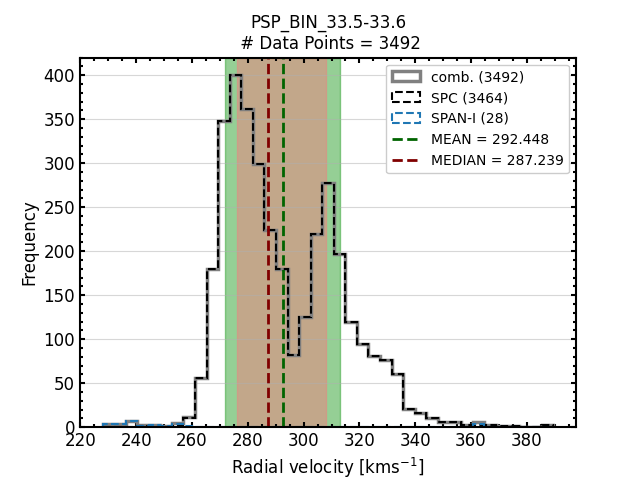 PSP_BIN_33.5-33.6
# Data Points = 3492
comb. (3492)
SPC (3464)
SPAN-I (28)
MEAN = 292.448
MEDIAN = 287.239
Frequency
400
350
300
250
200
150
100
50
0
220 240 260 280 300 320 340 360 380
Radial velocity [kms⁻¹]